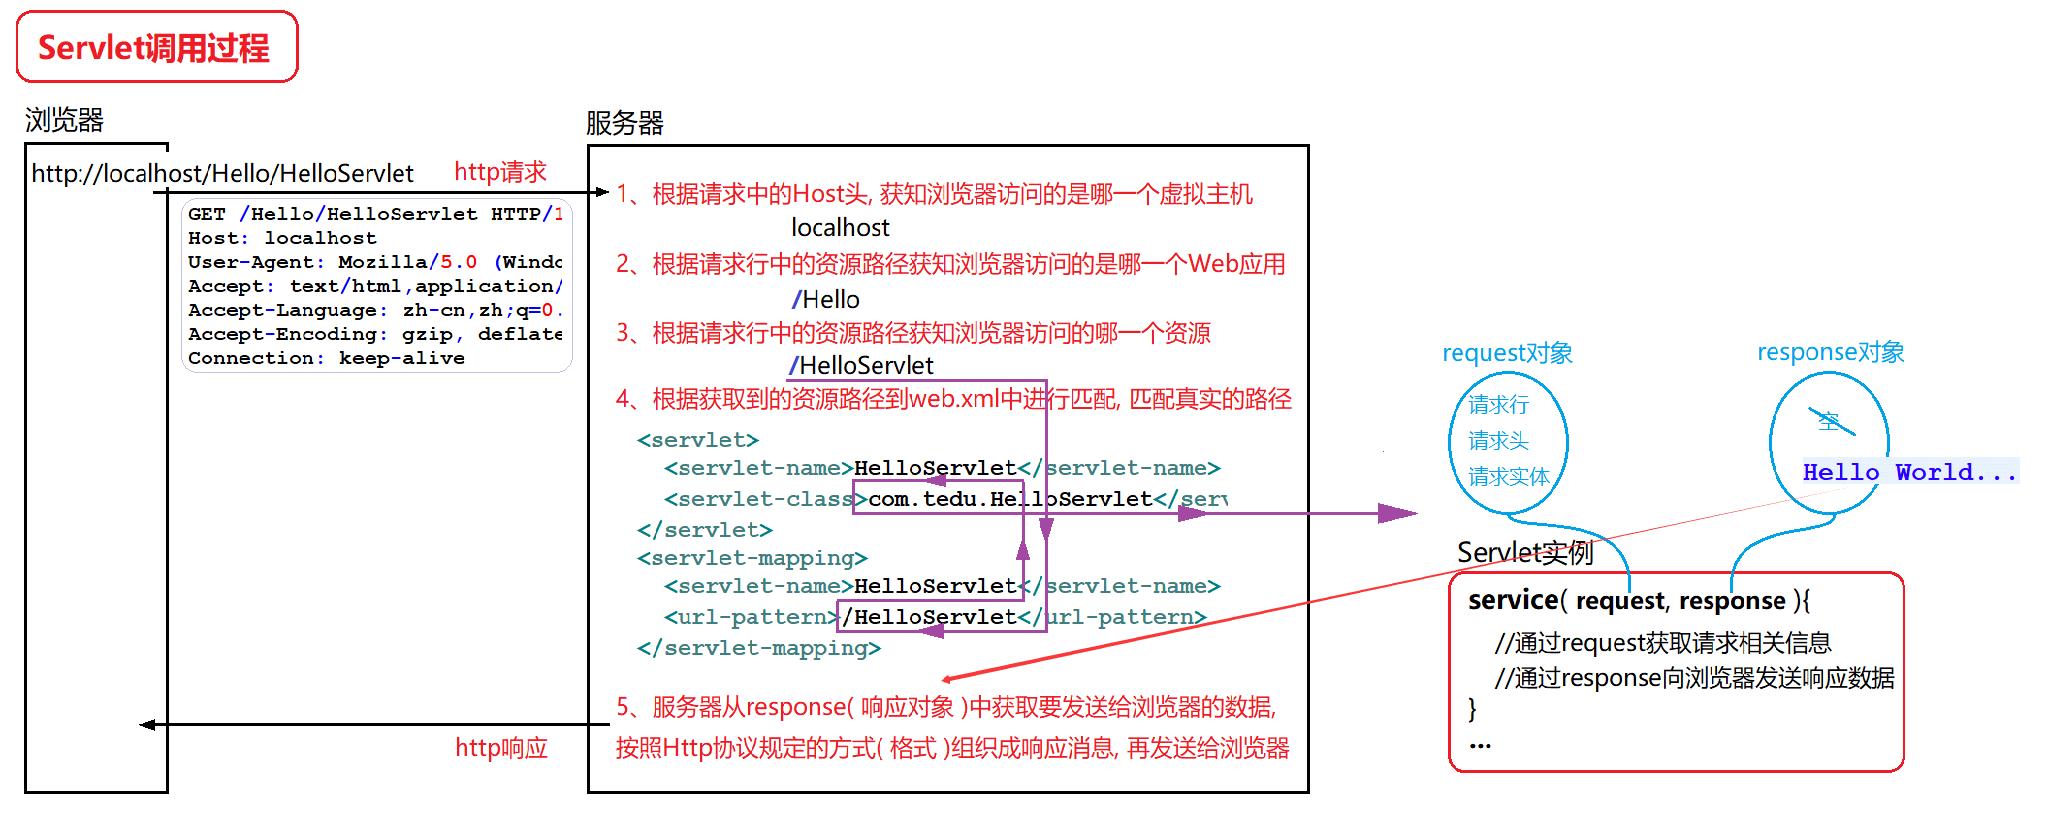 Servlet调用过程
浏览器
http://localhost/Hello/HelloServlet
http请求
GET /Hello/HelloServlet HTTP/1
Host: localhost
User-Agent: Mozilla/5.0 (Windo
Accept: text/html,application/
Accept-Language: zh-cn,zh;q=0.
Accept-Encoding: gzip, deflate
Connection: keep-alive
服务器
1、根据请求中的Host头, 获知浏览器访问的是哪一个虚拟主机
localhost
2、根据请求行中的资源路径获知浏览器访问的是哪一个Web应用
/Hello
3、根据请求行中的资源路径获知浏览器访问的哪一个资源
/HelloServlet
4、根据获取到的资源路径到web.xml中进行匹配, 匹配真实的路径
<servlet>
<servlet-name>HelloServlet</servlet-name>
<servlet-class>com.tedu.HelloServlet</serv
</servlet>
<servlet-mapping>
<servlet-name>HelloServlet</servlet-name>
<url-pattern>/HelloServlet</url-pattern>
</servlet-mapping>
5、服务器从response( 响应对象 )中获取要发送给浏览器的数据,
按照Http协议规定的方式( 格式 )组织成响应消息, 再发送给浏览器
http响应
request对象
请求行
请求头
请求实体
response对象
空
Hello World...
Servlet实例
service( request, response ){
//通过request获取请求相关信息
//通过response向浏览器发送响应数据
}
...